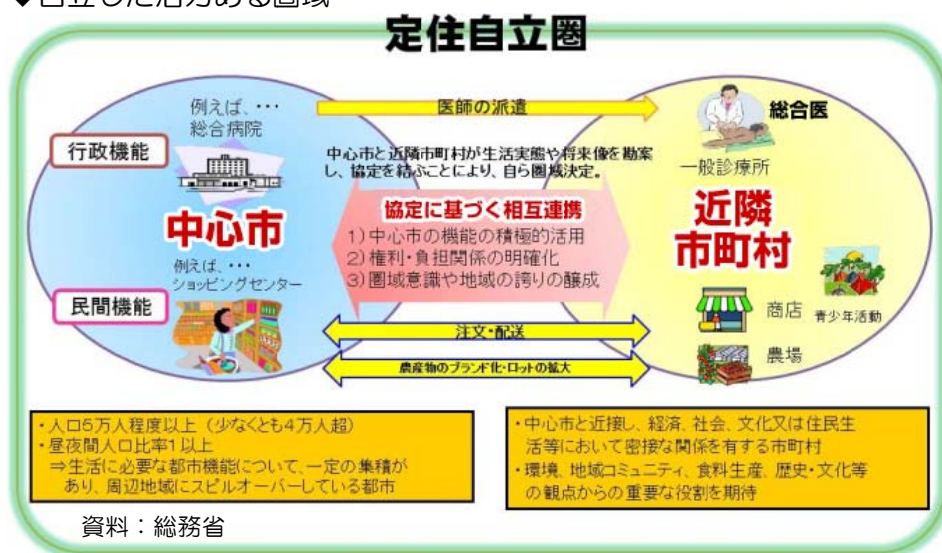 ◆自立した活力ある圏域
定住自立圏
例えば、・・・
総合病院
行政機能
中心市
例えば、・・・
ショッピングセンター
民間機能
医師の派遣
中心市と近隣市町村が生活実態や将来像を勘案
し、協定を結ぶことにより、自ら圏域決定。
協定に基づく相互連携
1)中心市の機能の積極的活用
2)権利・負担関係の明確化
3)圏域意識や地域の誇りの醸成
注文・配送
農産物のブランド化・ロットの拡大
総合医
一般診療所
近隣
市町村
商店
青少年活動
農場
・人口5万人程度以上（少なくとも4万人超）
・昼夜間人口比率1以上
⇒生活に必要な都市機能について、一定の集積が
あり、周辺地域にスピルオーバーしている都市
・中心市と近接し、経済、社会、文化又は住民生
活等において密接な関係を有する市町村
・環境、地域コミュニティ、食料生産、歴史・文化等
の観点からの重要な役割を期待
資料：総務省